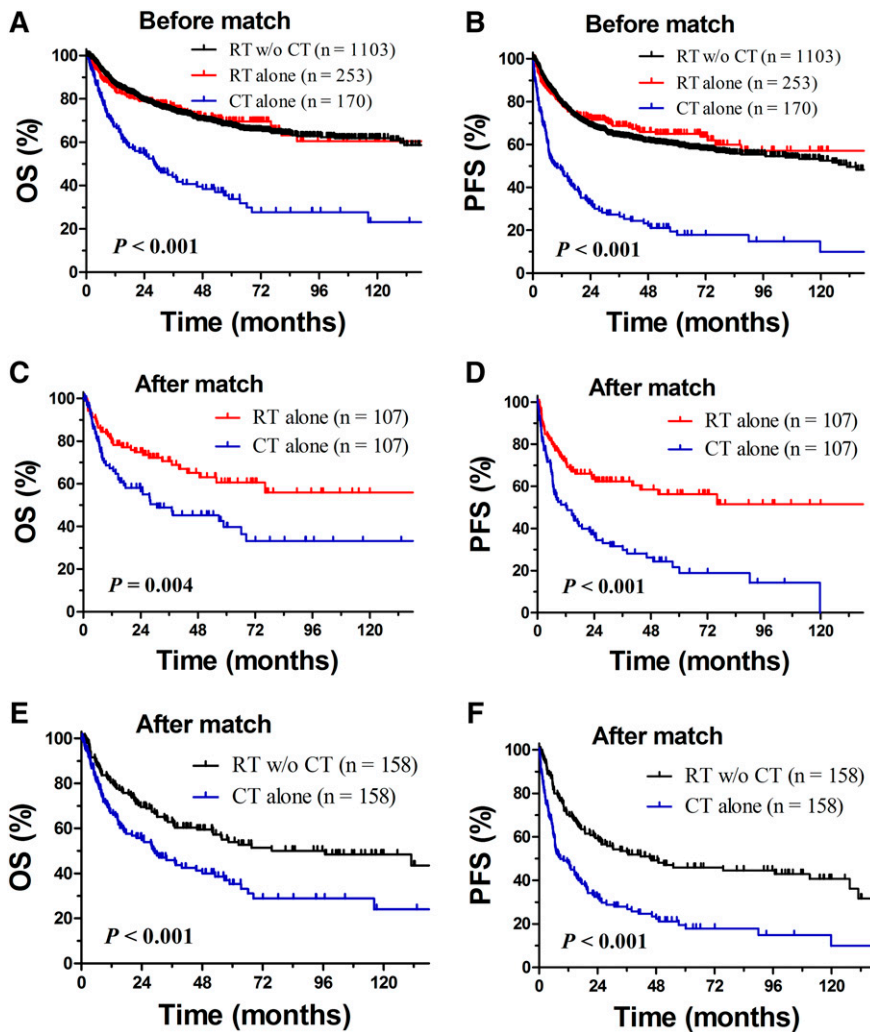 A
Before match
RT w/o CT (n = 1103)
RT alone (n = 253)
CT alone (n = 170)
OS (%)
100
80
60
40
20
0
P < 0.001
0 24 48 72 96 120
Time (months)
B
Before match
RT w/o CT (n = 1103)
RT alone (n = 253)
CT alone (n = 170)
PFS (%)
100
80
60
40
20
0
P < 0.001
0 24 48 72 96 120
Time (months)
C
After match
RT alone (n = 107)
CT alone (n = 107)
OS (%)
100
80
60
40
20
0
P = 0.004
0 24 48 72 96 120
Time (months)
D
After match
RT alone (n = 107)
CT alone (n = 107)
PFS (%)
100
80
60
40
20
0
P < 0.001
0 24 48 72 96 120
Time (months)
E
After match
RT w/o CT (n = 158)
CT alone (n = 158)
OS (%)
100
80
60
40
20
0
P < 0.001
0 24 48 72 96 120
Time (months)
F
After match
RT w/o CT (n = 158)
CT alone (n = 158)
PFS (%)
100
80
60
40
20
0
P < 0.001
0 24 48 72 96 120
Time (months)